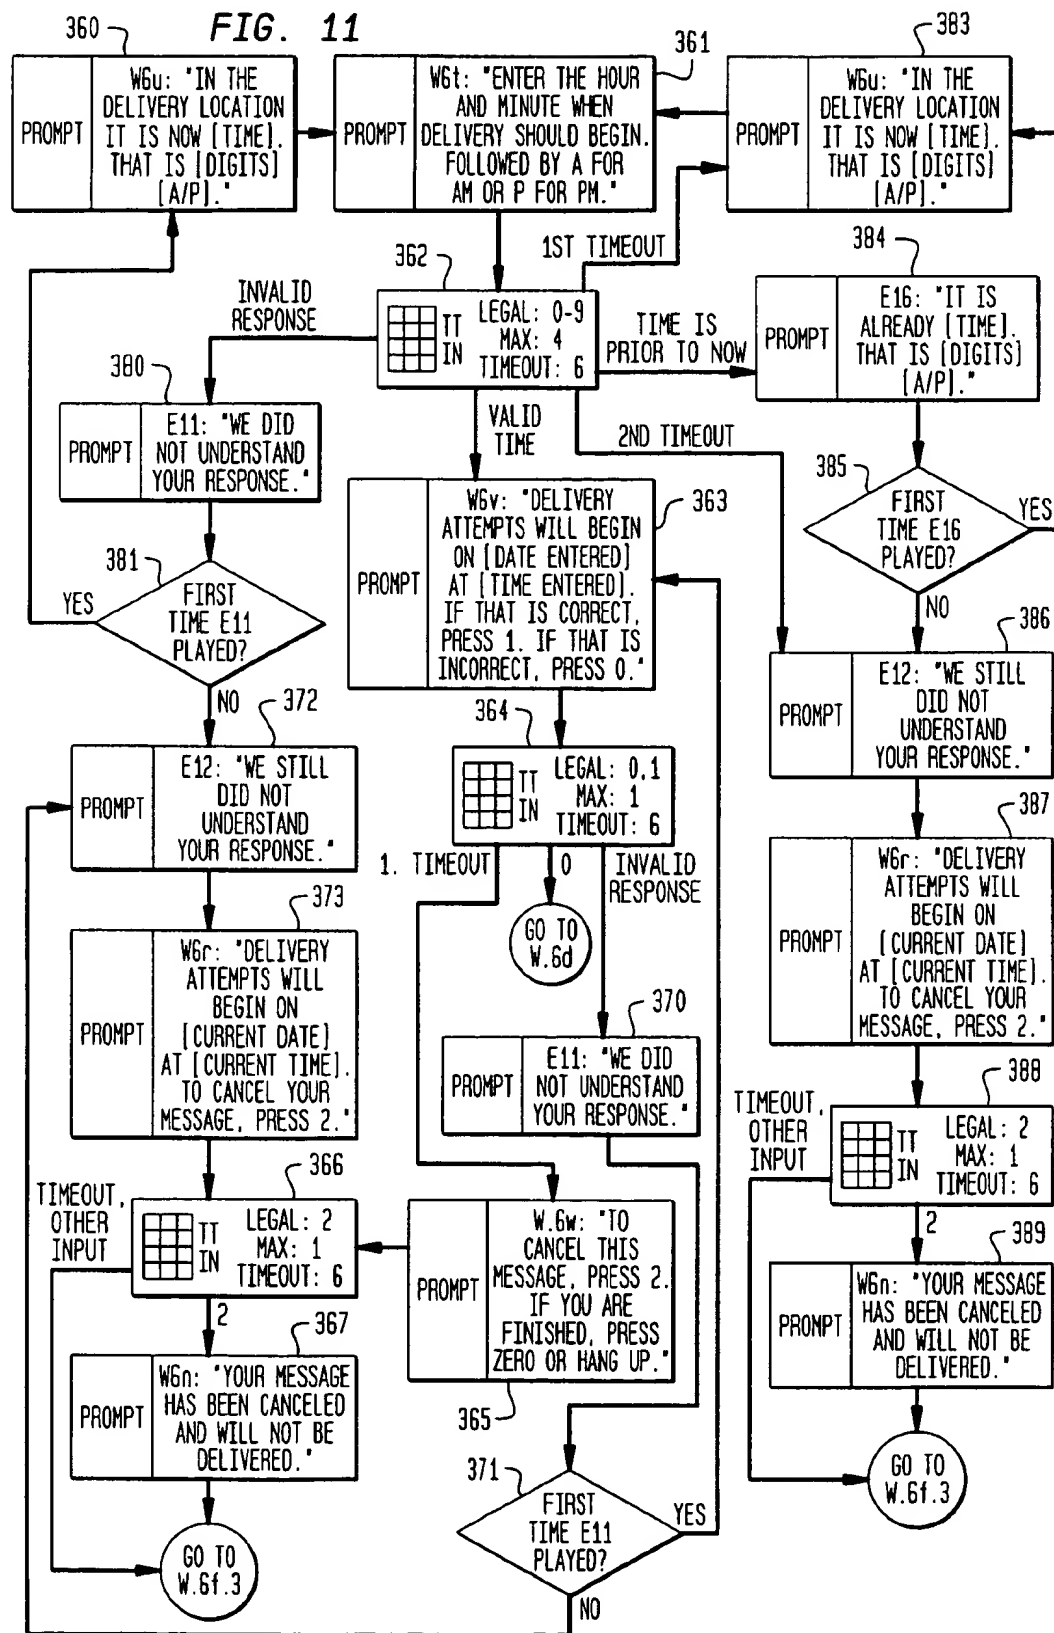 FIG. 11
360
PROMPT
W6u: "IN THE
DELIVERY LOCATION
IT IS NOW [TIME].
THAT IS [DIGITS]
[A/P]."
361
PROMPT
W6t: "ENTER THE HOUR
AND MINUTE WHEN
DELIVERY SHOULD BEGIN.
FOLLOWED BY A FOR
AM OR P FOR PM."
383
PROMPT
W6u: "IN THE
DELIVERY LOCATION
IT IS NOW [TIME].
THAT IS [DIGITS]
[A/P]."
1ST TIMEOUT
362
TT
IN
LEGAL: 0-9
MAX: 4
TIMEOUT: 6
INVALID
RESPONSE
TIME IS
PRIOR TO NOW
384
PROMPT
E16: "IT IS
ALREADY [TIME].
THAT IS [DIGITS]
[A/P]."
380
PROMPT
E11: "WE DID
NOT UNDERSTAND
YOUR RESPONSE."
VALID
TIME
2ND TIMEOUT
385
FIRST
TIME E16
PLAYED?
YES
NO
381
FIRST
TIME E11
PLAYED?
YES
NO
363
PROMPT
W6v: "DELIVERY
ATTEMPTS WILL BEGIN
ON [DATE ENTERED]
AT [TIME ENTERED].
IF THAT IS CORRECT,
PRESS 1. IF THAT IS
INCORRECT, PRESS 0."
386
PROMPT
E12: "WE STILL
DID NOT
UNDERSTAND
YOUR RESPONSE."
372
PROMPT
E12: "WE STILL
DID NOT
UNDERSTAND
YOUR RESPONSE."
364
TT
IN
LEGAL: 0,1
MAX: 1
TIMEOUT: 6
1. TIMEOUT
0
INVALID
RESPONSE
GO TO
W.6d
387
PROMPT
W6r: "DELIVERY
ATTEMPTS WILL
BEGIN ON
[CURRENT DATE]
AT [CURRENT TIME].
TO CANCEL YOUR
MESSAGE, PRESS 2."
373
PROMPT
W6r: "DELIVERY
ATTEMPTS WILL
BEGIN ON
[CURRENT DATE]
AT [CURRENT TIME].
TO CANCEL YOUR
MESSAGE, PRESS 2."
370
PROMPT
E11: "WE DID
NOT UNDERSTAND
YOUR RESPONSE."
388
TT
IN
LEGAL: 2
MAX: 1
TIMEOUT: 6
TIMEOUT,
OTHER
INPUT
2
366
TT
IN
LEGAL: 2
MAX: 1
TIMEOUT: 6
TIMEOUT,
OTHER
INPUT
2
PROMPT
W.6w: "TO
CANCEL THIS
MESSAGE, PRESS 2.
IF YOU ARE
FINISHED, PRESS
ZERO OR HANG UP."
365
389
PROMPT
W6n: "YOUR MESSAGE
HAS BEEN CANCELED
AND WILL NOT BE
DELIVERED."
367
PROMPT
W6n: "YOUR MESSAGE
HAS BEEN CANCELED
AND WILL NOT BE
DELIVERED."
371
FIRST
TIME E11
PLAYED?
YES
NO
GO TO
W.6f.3
GO TO
W.6f.3